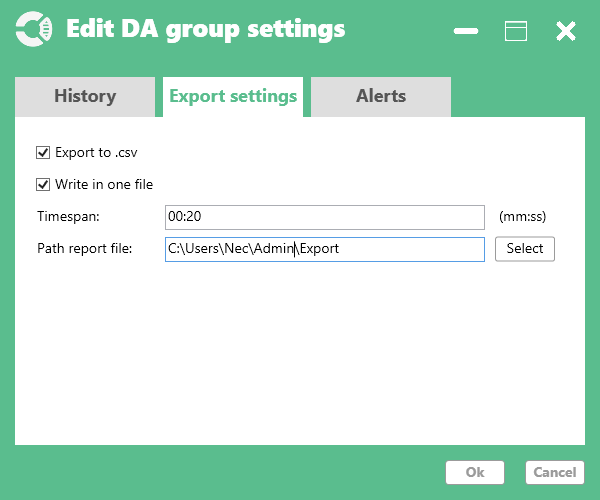 Edit DA group settings
History Export settings Alerts
Export to .csv
Write in one file
Timespan: 00:20 (mm:ss)
Path report file: C:\Users\Nec\Admin\Export Select
Ok Cancel